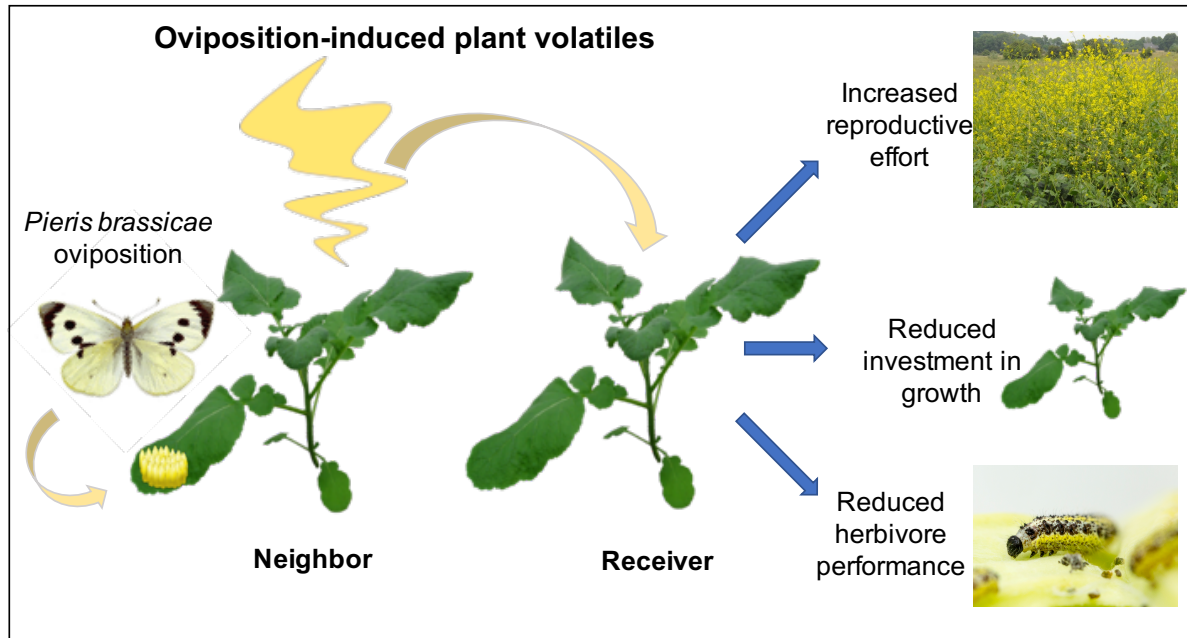 Oviposition-induced plant volatiles
Pieris brassicae
oviposition
Neighbor
Receiver
Increased
reproductive
effort
Reduced
investment in
growth
Reduced
herbivore
performance